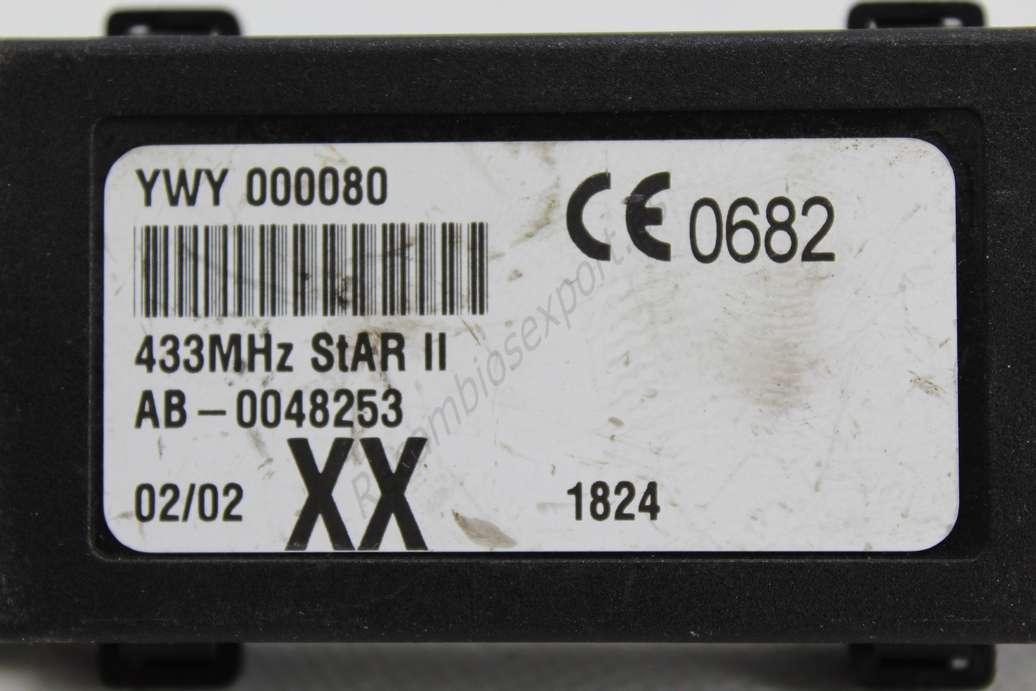 YWY 000080
CE 0682
433MHz StAR II
AB-0048253
02/02 XX 1824
Recambiosexport.